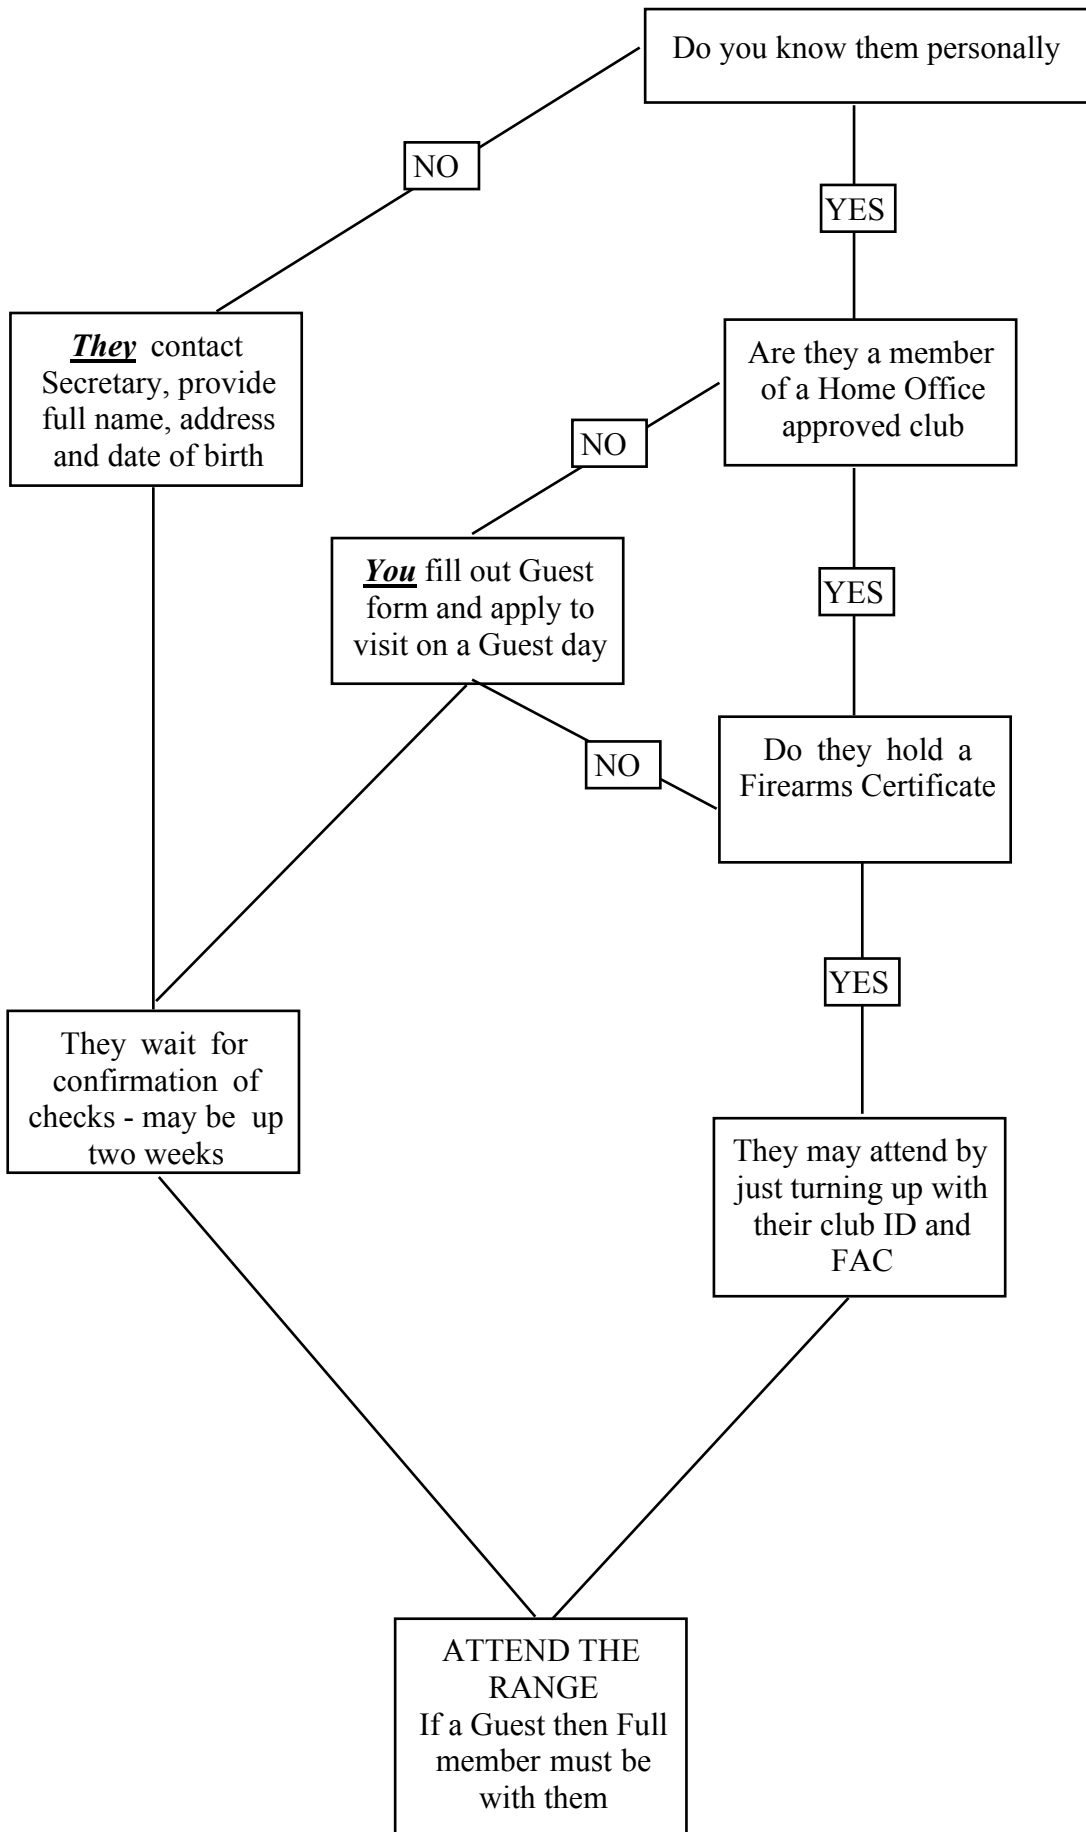 Do you know them personally
NO
YES
They contact
Secretary, provide
full name, address
and date of birth
Are they a member
of a Home Office
approved club
NO
You fill out Guest
form and apply to
visit on a Guest day
YES
Do they hold a
Firearms Certificate
NO
YES
They wait for
confirmation of
checks - may be up
two weeks
They may attend by
just turning up with
their club ID and
FAC
ATTEND THE
RANGE
If a Guest then Full
member must be
with them